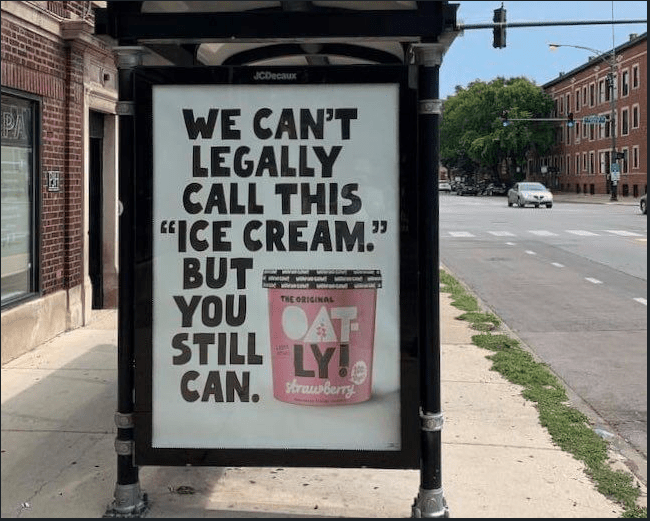 JCDecaux
WE CAN'T
LEGALLY
CALL THIS
"ICE CREAM."
BUT
YOU
STILL
CAN.
THE ORIGINAL
OAT-
LY!
strawberry
PA